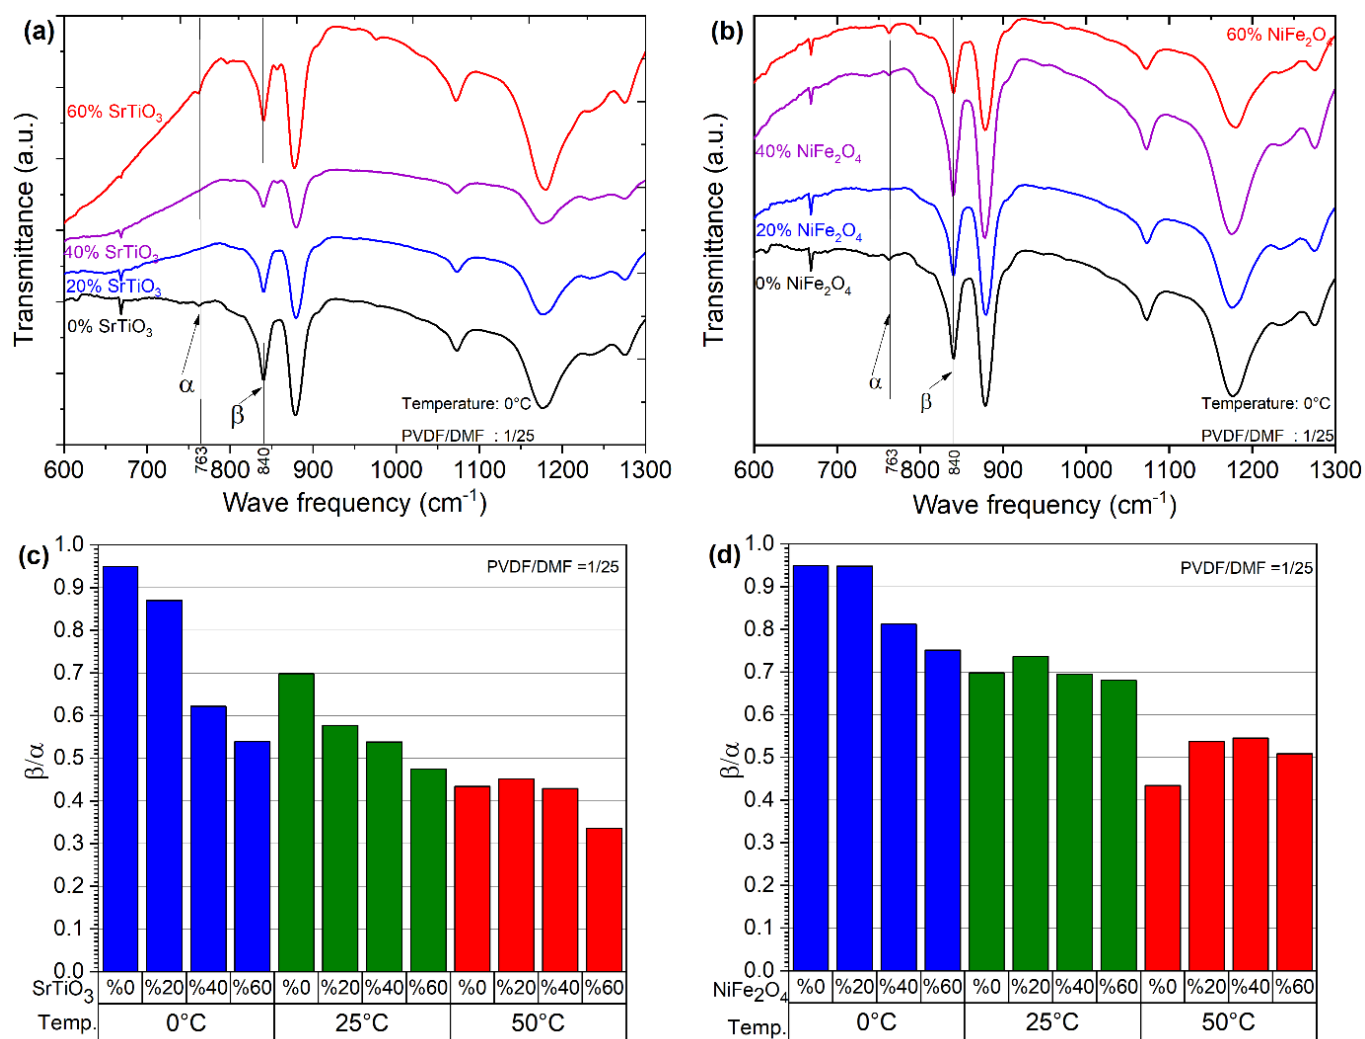 (a)
60% SrTiO₃
40% SrTiO₃
20% SrTiO₃
0% SrTiO₃
α
β
Temperature: 0°C
PVDF/DMF : 1/25
Transmittance (a.u.)
600 700 763 800 840 900 1000 1100 1200 1300
Wave frequency (cm⁻¹)
(b)
60% NiFe₂O₄
40% NiFe₂O₄
20% NiFe₂O₄
0% NiFe₂O₄
α
β
Temperature: 0°C
PVDF/DMF : 1/25
Transmittance (a.u.)
600 700 763 800 840 900 1000 1100 1200 1300
Wave frequency (cm⁻¹)
(c)
PVDF/DMF =1/25
β/α
1.0
0.9
0.8
0.7
0.6
0.5
0.4
0.3
0.2
0.1
0.0
SrTiO₃ %0 %20 %40 %60 %0 %20 %40 %60 %0 %20 %40 %60
Temp. 0°C 25°C 50°C
(d)
PVDF/DMF =1/25
β/α
1.0
0.9
0.8
0.7
0.6
0.5
0.4
0.3
0.2
0.1
0.0
NiFe₂O₄ %0 %20 %40 %60 %0 %20 %40 %60 %0 %20 %40 %60
Temp. 0°C 25°C 50°C